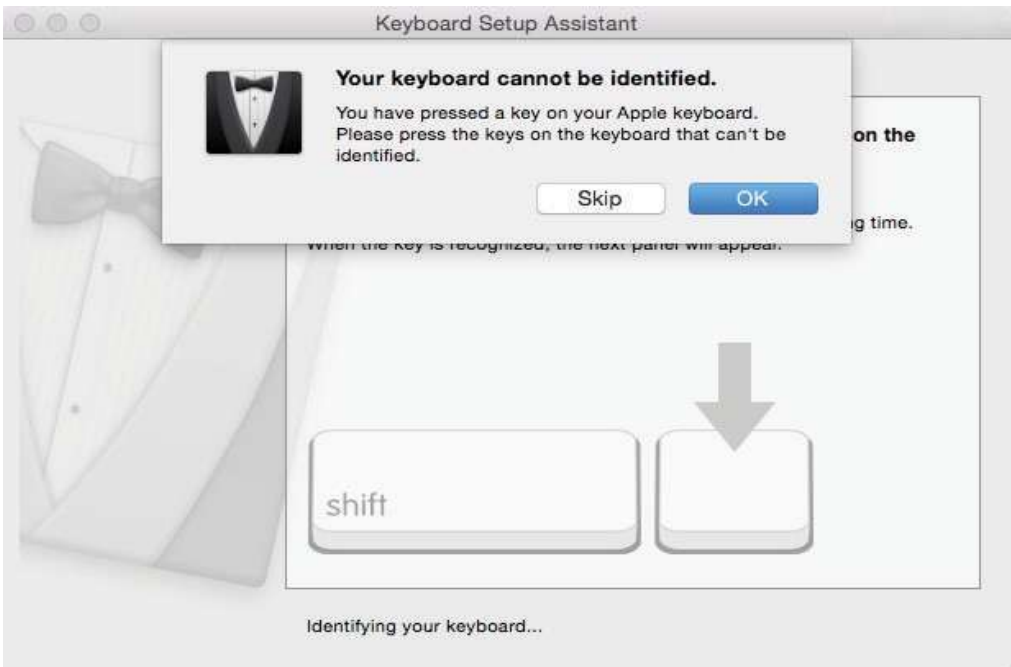 Keyboard Setup Assistant
Your keyboard cannot be identified.
You have pressed a key on your Apple keyboard.
Please press the keys on the keyboard that can't be
identified.
Skip
OK
on the
g time.
When the key is recognized, the next panel will appear.
shift
Identifying your keyboard...